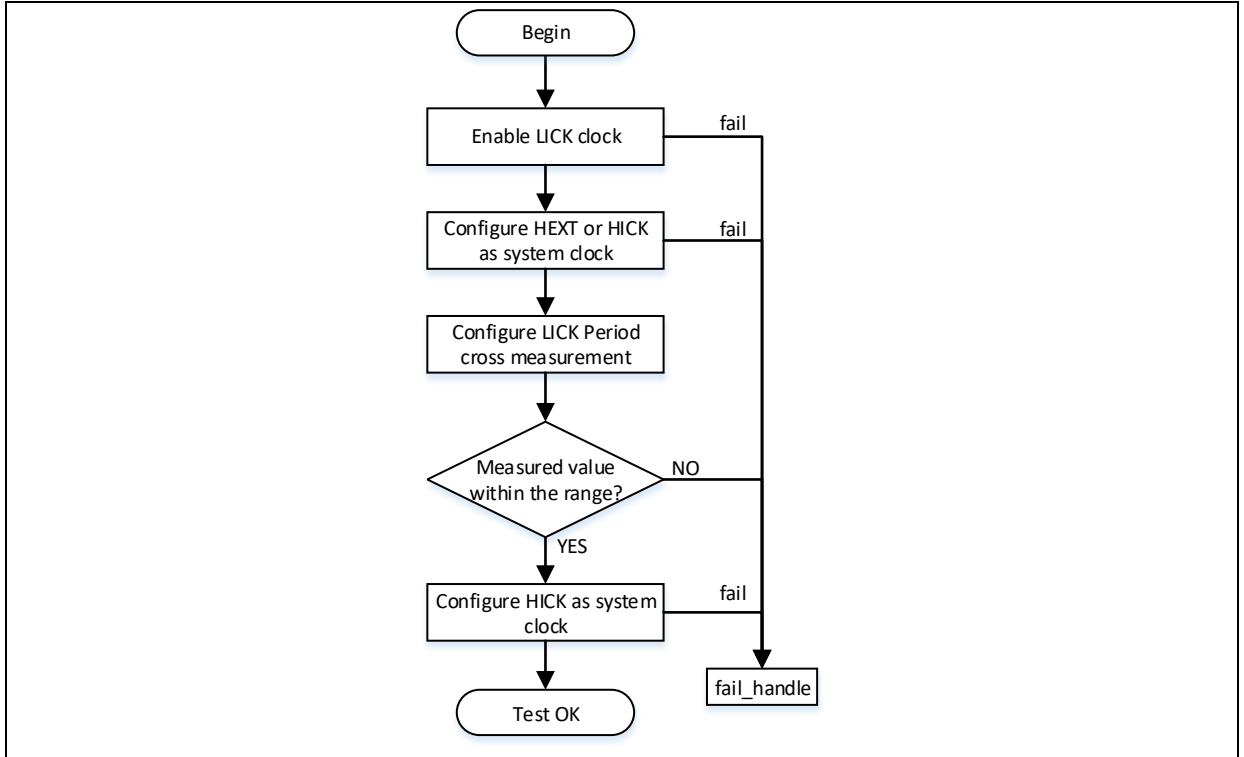 Begin
Enable LICK clock
fail
Configure HEXT or HICK
as system clock
fail
Configure LICK Period
cross measurement
Measured value
within the range?
NO
YES
Configure HICK as system
clock
fail
fail_handle
Test OK